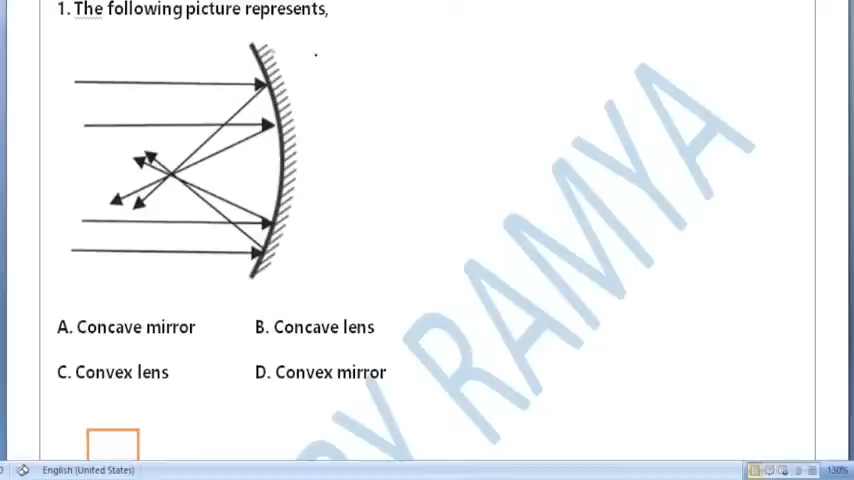 1. The following picture represents,
A. Concave mirror B. Concave lens
C. Convex lens D. Convex mirror
BY RAMYA
English (United States)
130%